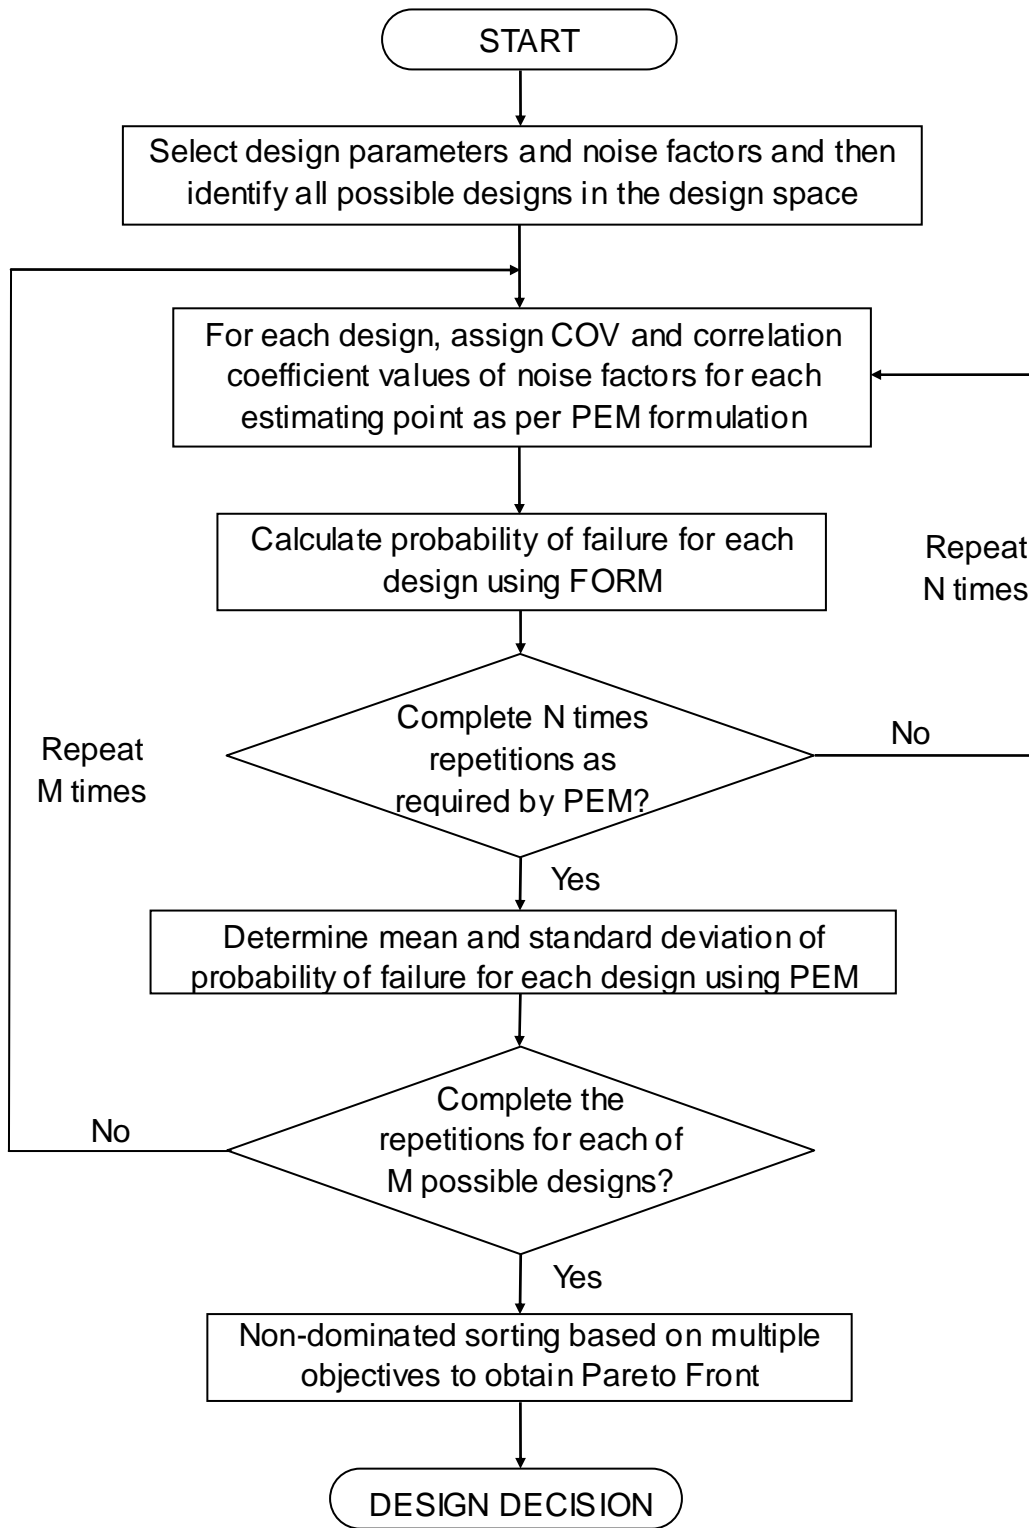 START
Select design parameters and noise factors and then
identify all possible designs in the design space
For each design, assign COV and correlation
coefficient values of noise factors for each
estimating point as per PEM formulation
Calculate probability of failure for each
design using FORM
Repeat
N times
Complete N times
repetitions as
required by PEM?
No
Repeat
M times
Yes
Determine mean and standard deviation of
probability of failure for each design using PEM
Complete the
repetitions for each of
M possible designs?
No
Yes
Non-dominated sorting based on multiple
objectives to obtain Pareto Front
DESIGN DECISION